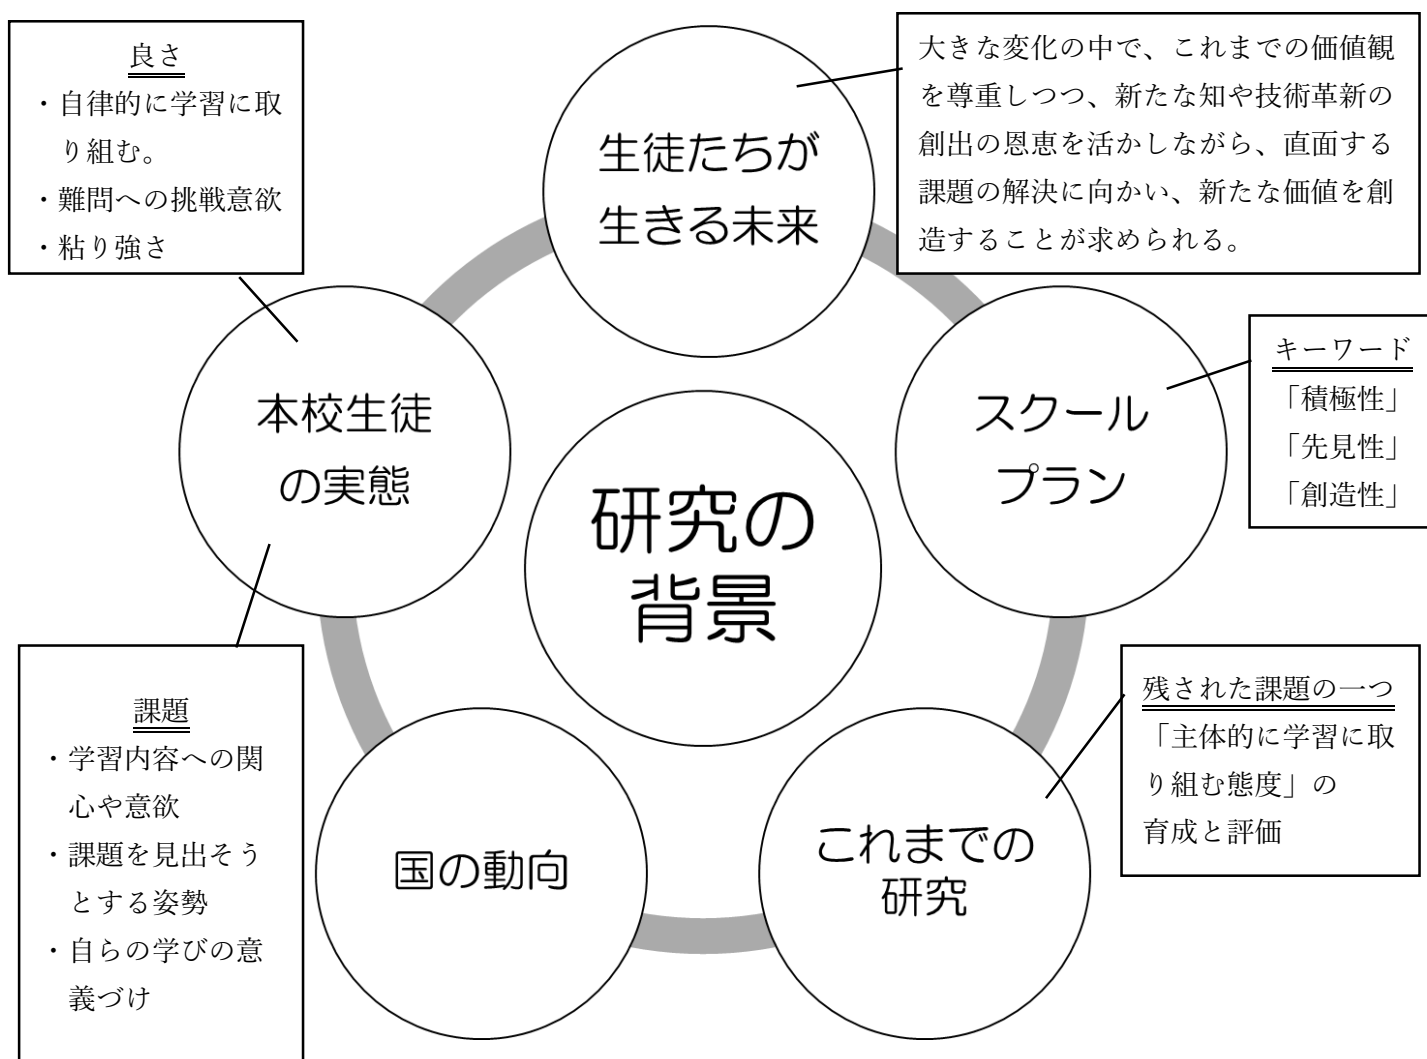 良さ
・自律的に学習に取
り組む。
・難問への挑戦意欲
・粘り強さ
生徒たちが
生きる未来
大きな変化の中で、これまでの価値観
を尊重しつつ、新たな知や技術革新の
創出の恩恵を活かしながら、直面する
課題の解決に向かい、新たな価値を創
造することが求められる。
本校生徒
の実態
スクール
プラン
キーワード
「積極性」
「先見性」
「創造性」
研究の
背景
課題
・学習内容への関
心や意欲
・課題を見出そう
とする姿勢
・自らの学びの意
義づけ
国の動向
これまでの
研究
残された課題の一つ
「主体的に学習に取
り組む態度」の
育成と評価